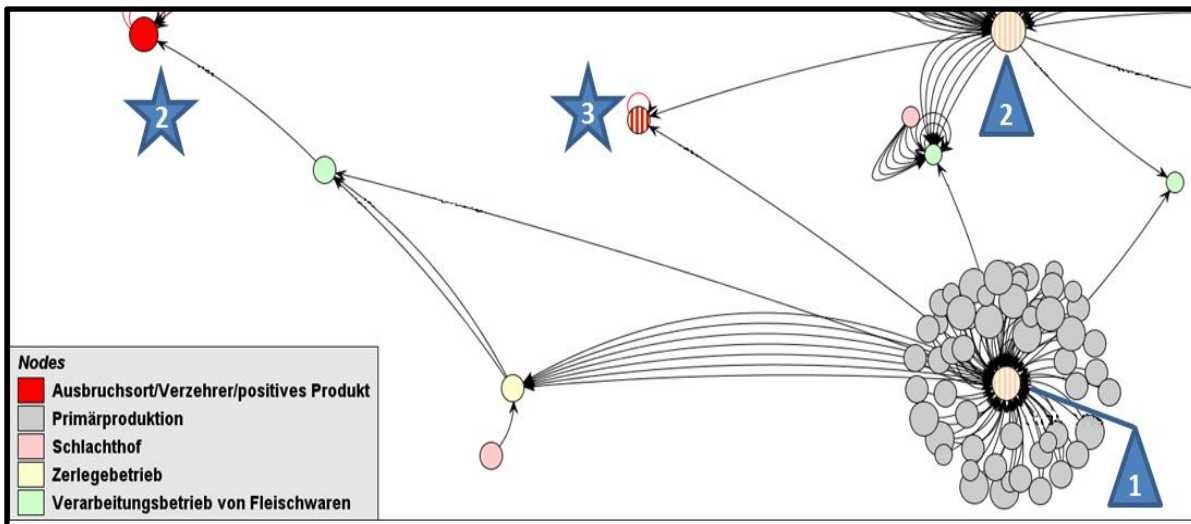 2
3
2
1
Nodes
Ausbruchsort/Verzehrer/positives Produkt
Primärproduktion
Schlachthof
Zerlegebetrieb
Verarbeitungsbetrieb von Fleischwaren